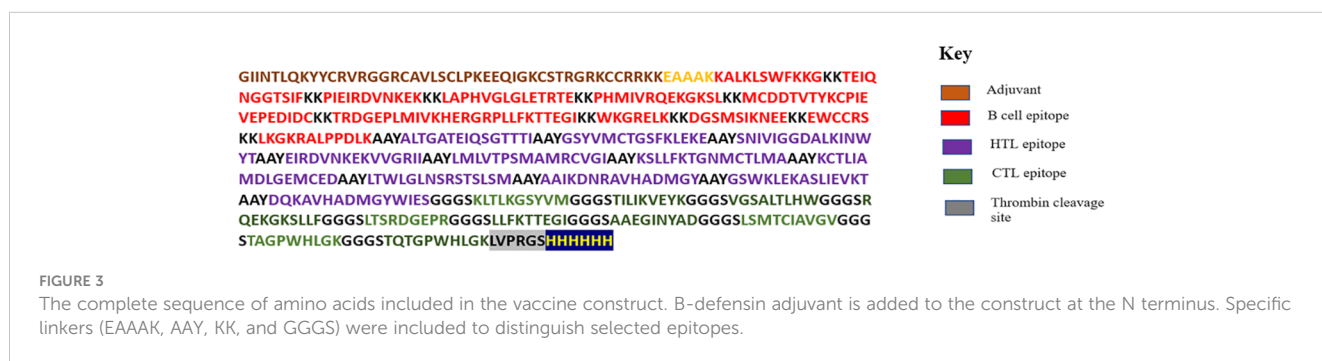 GIINTLQKYYCRVRGGRCAVLSCLPKEEQIGKCSTRGRKCCRRKKEAAAKKALKLSWFKKGKKTEIQ
NGGTSIFKKPIEIRDVNKEKKKLAPHVGLGLETRTEKKPHMIVRQEKGKSLKKMCDDTVTYKCPIE
VEPEDIDCKKTRDGEPLMIVKHERGRPLLFKTTEGIKKWKGRELKKDGSMSIKNEEKKEWCCRS
KKLKGKRALPPDLKAAYALTGATEIQSGTTTIAAYGSYVMCTGSFKLEKEAAYSNIVIGGDALKINW
YTAAYEIRDVNKEKVVGRIIAAYLMLVTPSMAMRCVGIAAYKSLLFKTGNMCTLMAAAYKCTLIA
MDLGEMCEDAAYLTWLGLNSRSTSLSMAAYAAIKDNRAVHADMGYAAYGSWKLEKASLIEVKT
AAYDQKAVHADMGYWIESGGGSKLTLKGSYVMGGGSTILIKVEYKGGGSVGSALTLHWGGGSR
QEKGKSLLFGGGSLTSRDGEPRGGGSLLFKTTEGIGGGSAAEGINYADGGGSLSMTCIAVGVGGG
STAGPWHLGKGGGSTQTGPWHLGKLVPRGSHHHHHH
Key
Adjuvant
B cell epitope
HTL epitope
CTL epitope
Thrombin cleavage
site
FIGURE 3
The complete sequence of amino acids included in the vaccine construct. B-defensin adjuvant is added to the construct at the N terminus. Specific
linkers (EAAAK, AAY, KK, and GGGS) were included to distinguish selected epitopes.